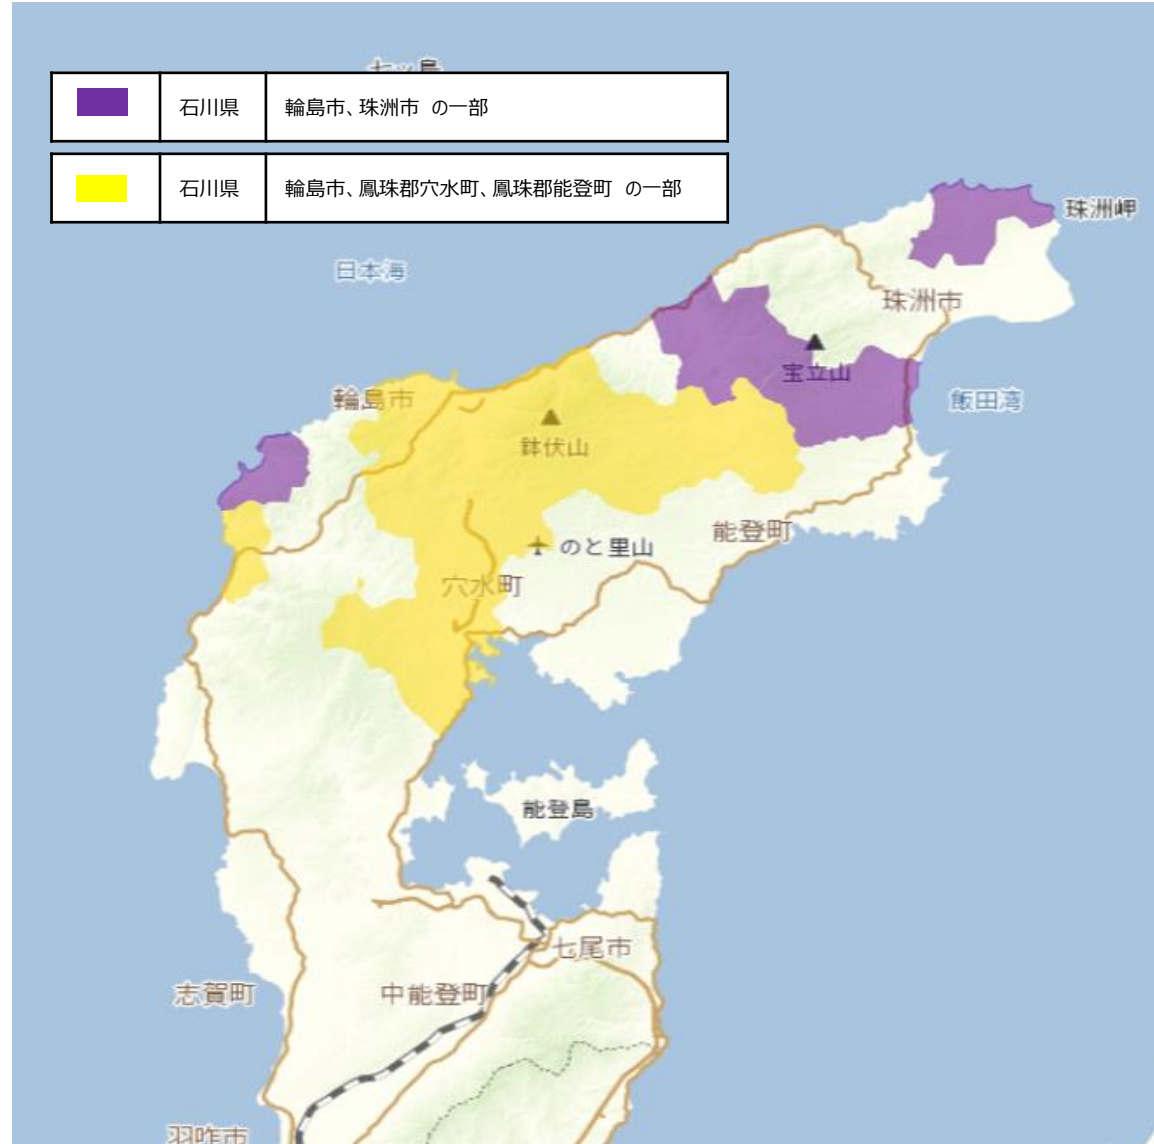 七ツ島
石川県 輪島市、珠洲市 の一部
石川県 輪島市、鳳珠郡穴水町、鳳珠郡能登町 の一部
珠洲岬
日本海
珠洲市
宝立山
輪島市
飯田湾
鉢伏山
能登町
のと里山
穴水町
能登島
七尾市
志賀町
中能登町
羽咋市